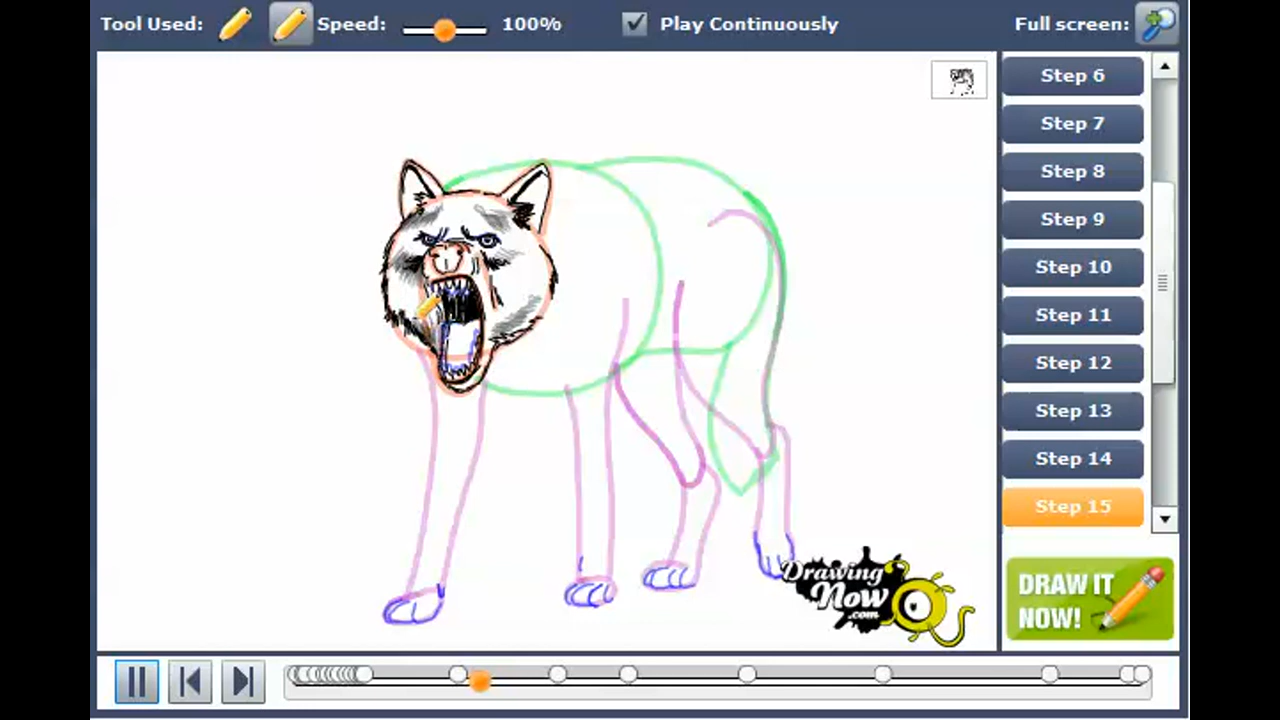 Tool Used:
Speed:
100%
Play Continuously
Full screen:
Step 6
Step 7
Step 8
Step 9
Step 10
Step 11
Step 12
Step 13
Step 14
Step 15
Drawing
Now
.com
DRAW IT
NOW!